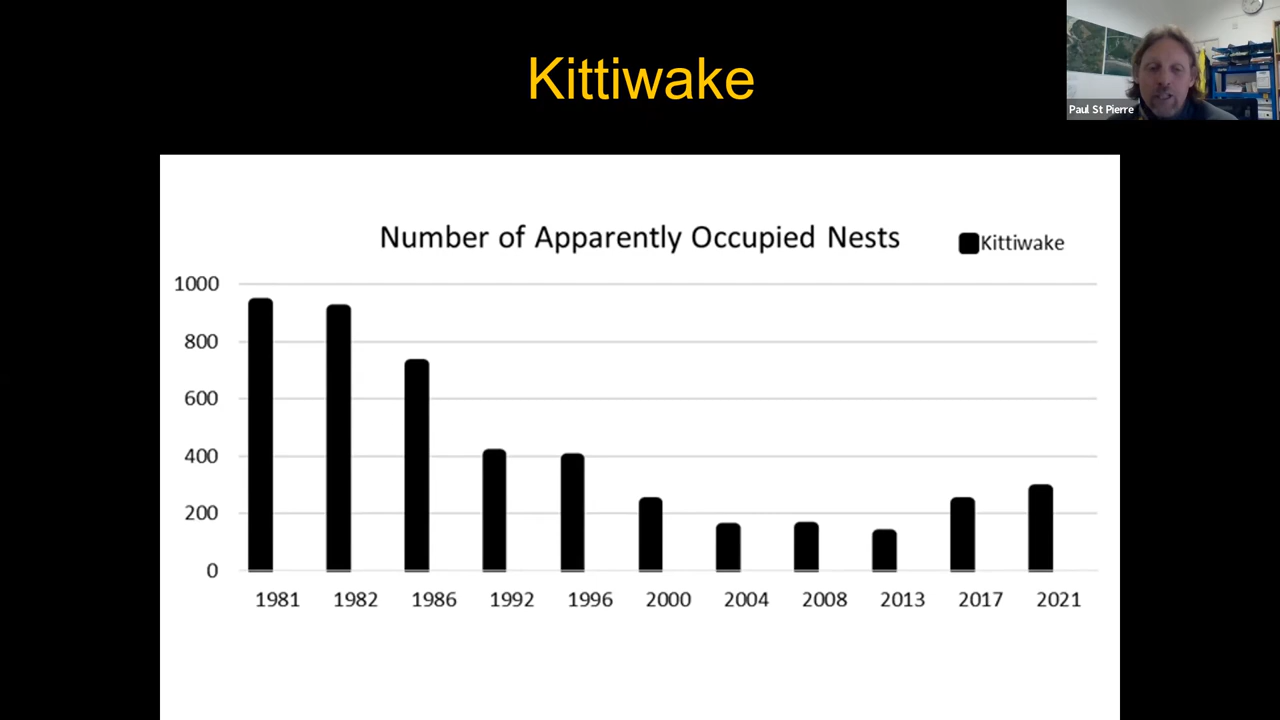 Kittiwake
Paul St Pierre
Number of Apparently Occupied Nests
Kittiwake
1000
800
600
400
200
0
1981 1982 1986 1992 1996 2000 2004 2008 2013 2017 2021